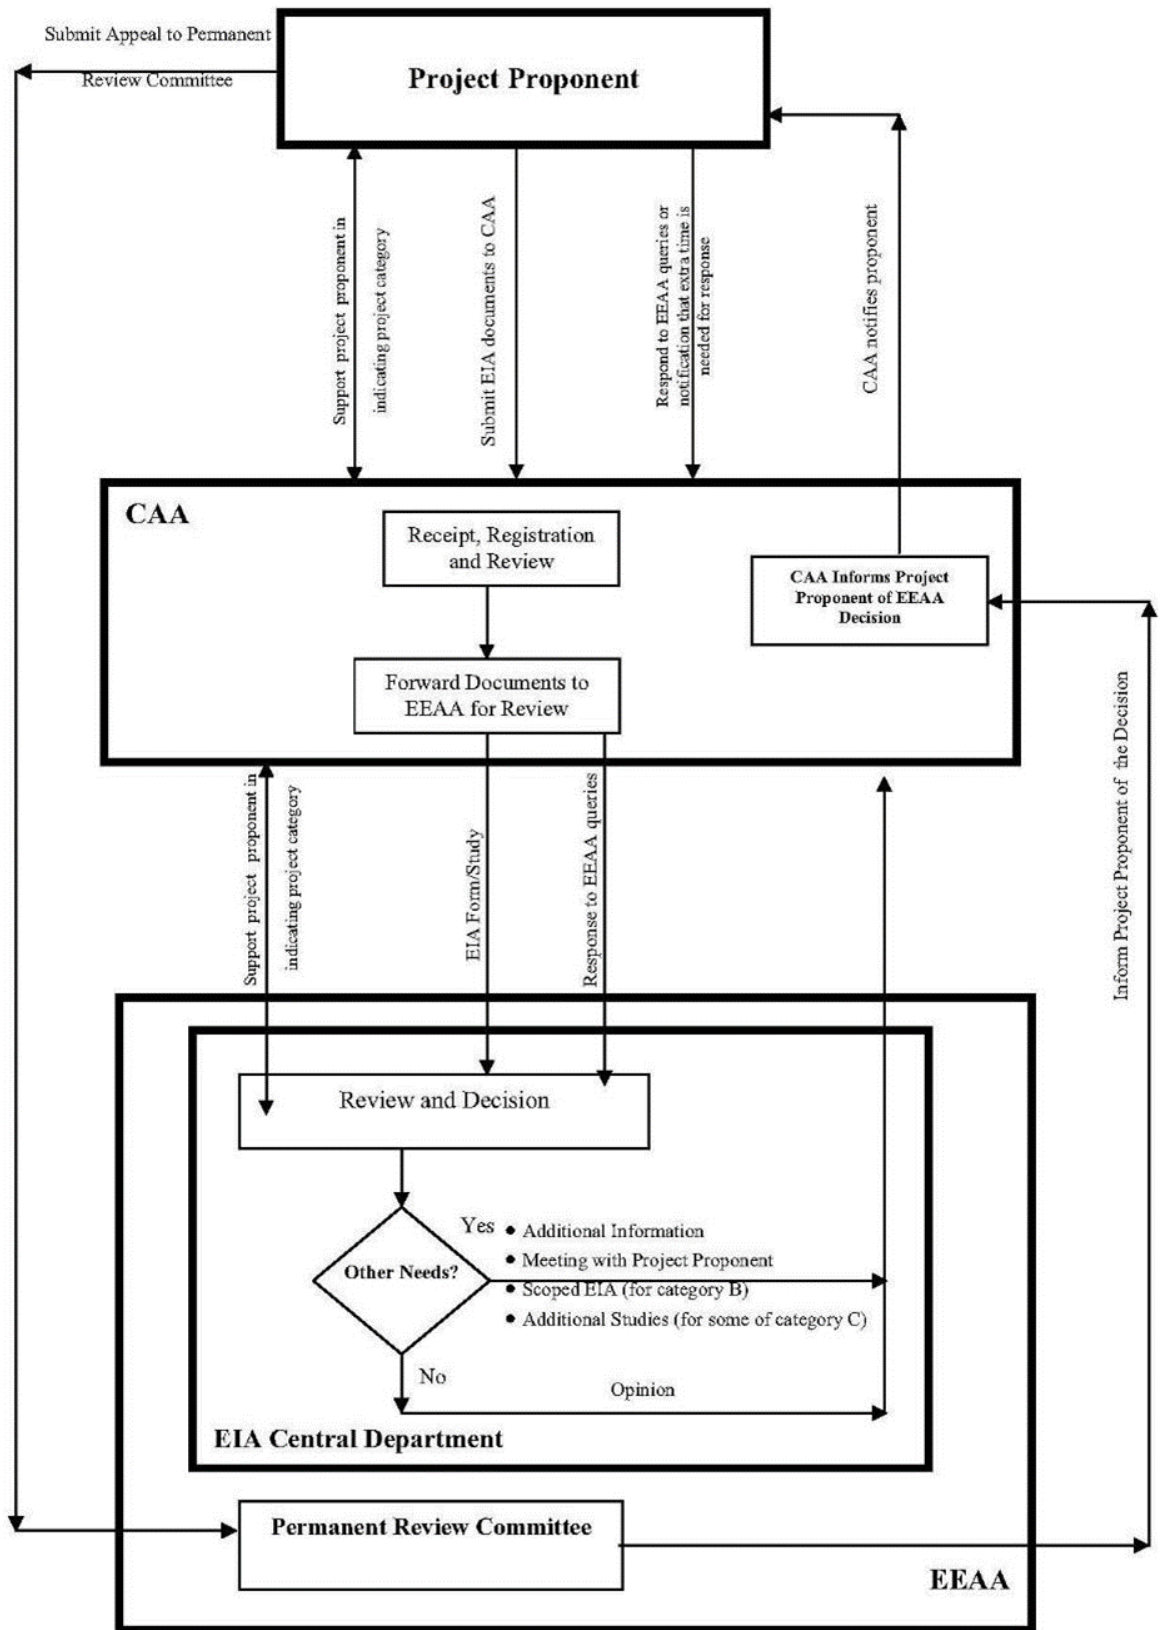 Submit Appeal to Permanent
Review Committee
Project Proponent
Support project proponent in
indicating project category
Submit EIA documents to CAA
Respond to EEAA queries or
notification that extra time is
needed for response
CAA notifies proponent
CAA
Receipt, Registration
and Review
CAA Informs Project
Proponent of EEAA
Decision
Forward Documents to
EEAA for Review
Support project proponent in
indicating project category
EIA Form/Study
Response to EEAA queries
Inform Project Proponent of the Decision
Review and Decision
Other Needs?
Yes
• Additional Information
• Meeting with Project Proponent
• Scoped EIA (for category B)
• Additional Studies (for some of category C)
No
Opinion
EIA Central Department
Permanent Review Committee
EEAA